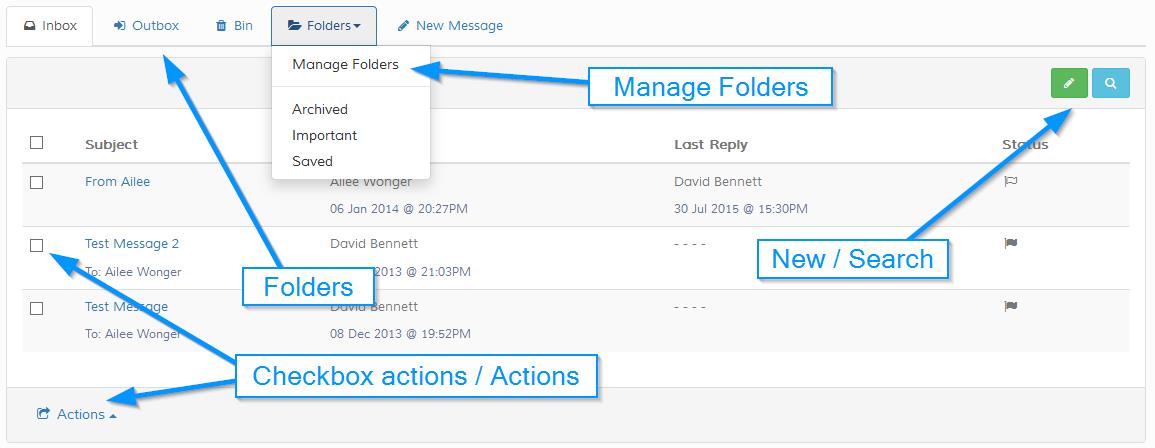 Inbox Outbox Bin Folders New Message
Manage Folders
Manage Folders
Archived
Important
Saved
Subject Last Reply Status
From Ailee Ailee Wonger David Bennett
06 Jan 2014 @ 20:27PM 30 Jul 2015 @ 15:30PM
Test Message 2 David Bennett - - - -
New / Search
To: Ailee Wonger 2013 @ 21:03PM
Folders
Test Message David Bennett - - - -
To: Ailee Wonger 08 Dec 2013 @ 19:52PM
Checkbox actions / Actions
Actions